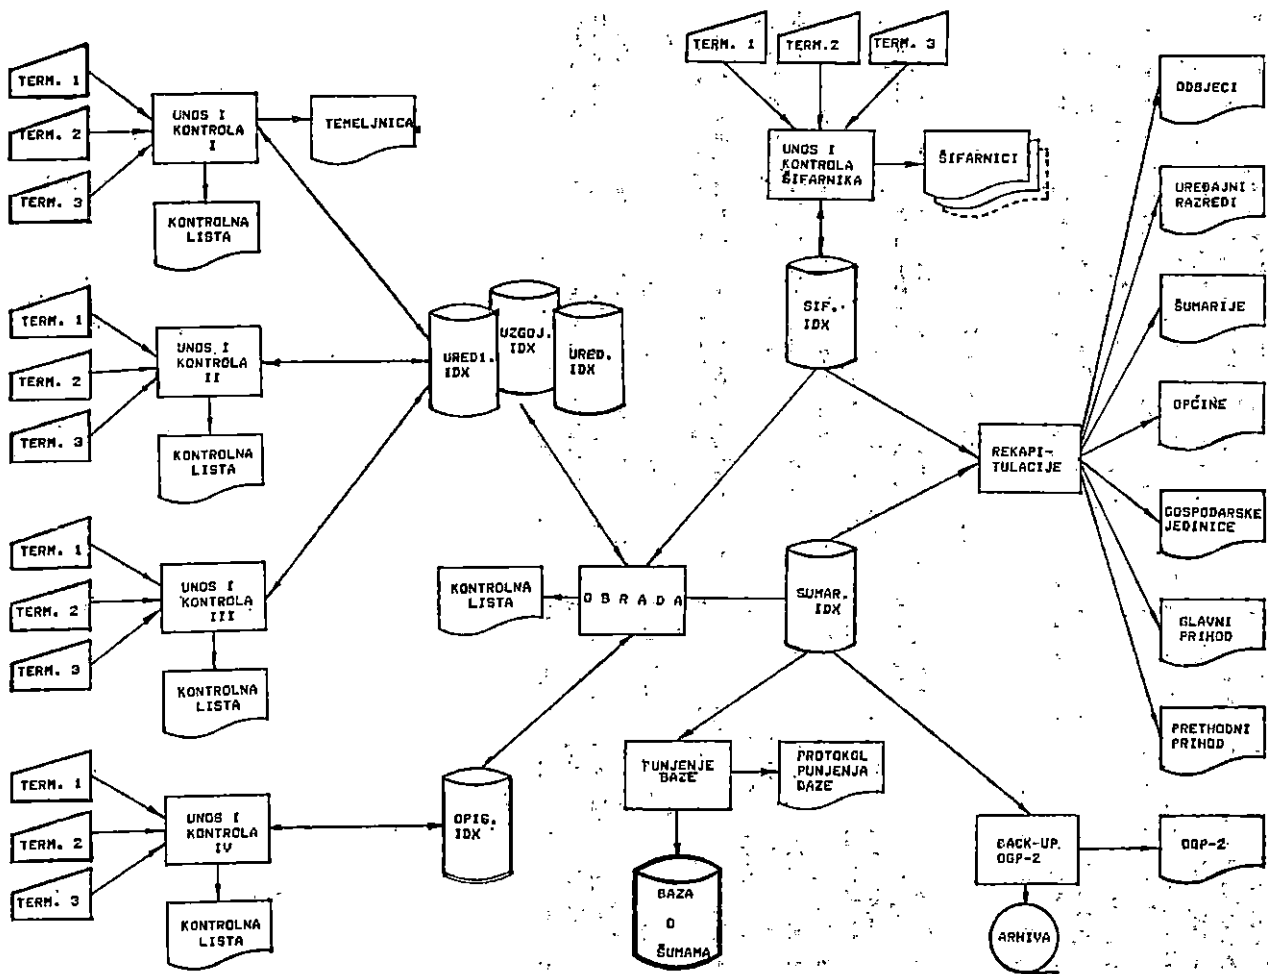 TERM. 1
TERM. 2
TERM. 3
UNOS I
KONTROLA
I
TEMELJNICA
KONTROLNA
LISTA
TERM. 1
TERM.2
TERM. 3
UNOS I
KONTROLA
ŠIFARNIKA
ŠIFARNICI
SIF.
IDX
ODSJECI
UREĐAJNI
RAZREDI
ŠUMARIJE
OPĆINE
GOSPODARSKE
JEDINICE
GLAVNI
PRIHOD
PRETHODNI
PRIHOD
REKAPI-
TULACIJE
TERM. 1
TERM. 2
TERM. 3
UNOS I
KONTROLA
II
KONTROLNA
LISTA
URED1.
IDX
UZGOJ.
IDX
URED.
IDX
TERM. 1
TERM. 2
TERM. 3
UNOS I
KONTROLA
III
KONTROLNA
LISTA
KONTROLNA
LISTA
O B R A D A
SUMAR.
IDX
TERM. 1
TERM. 2
TERM. 3
UNOS I
KONTROLA
IV
KONTROLNA
LISTA
OPIS.
IDX
PUNJENJE
BAZE
PROTOKOL
PUNJENJA
BAZE
BAZA
O
ŠUMAMA
BACK-UP
OGP-2
OGP-2
ARHIVA